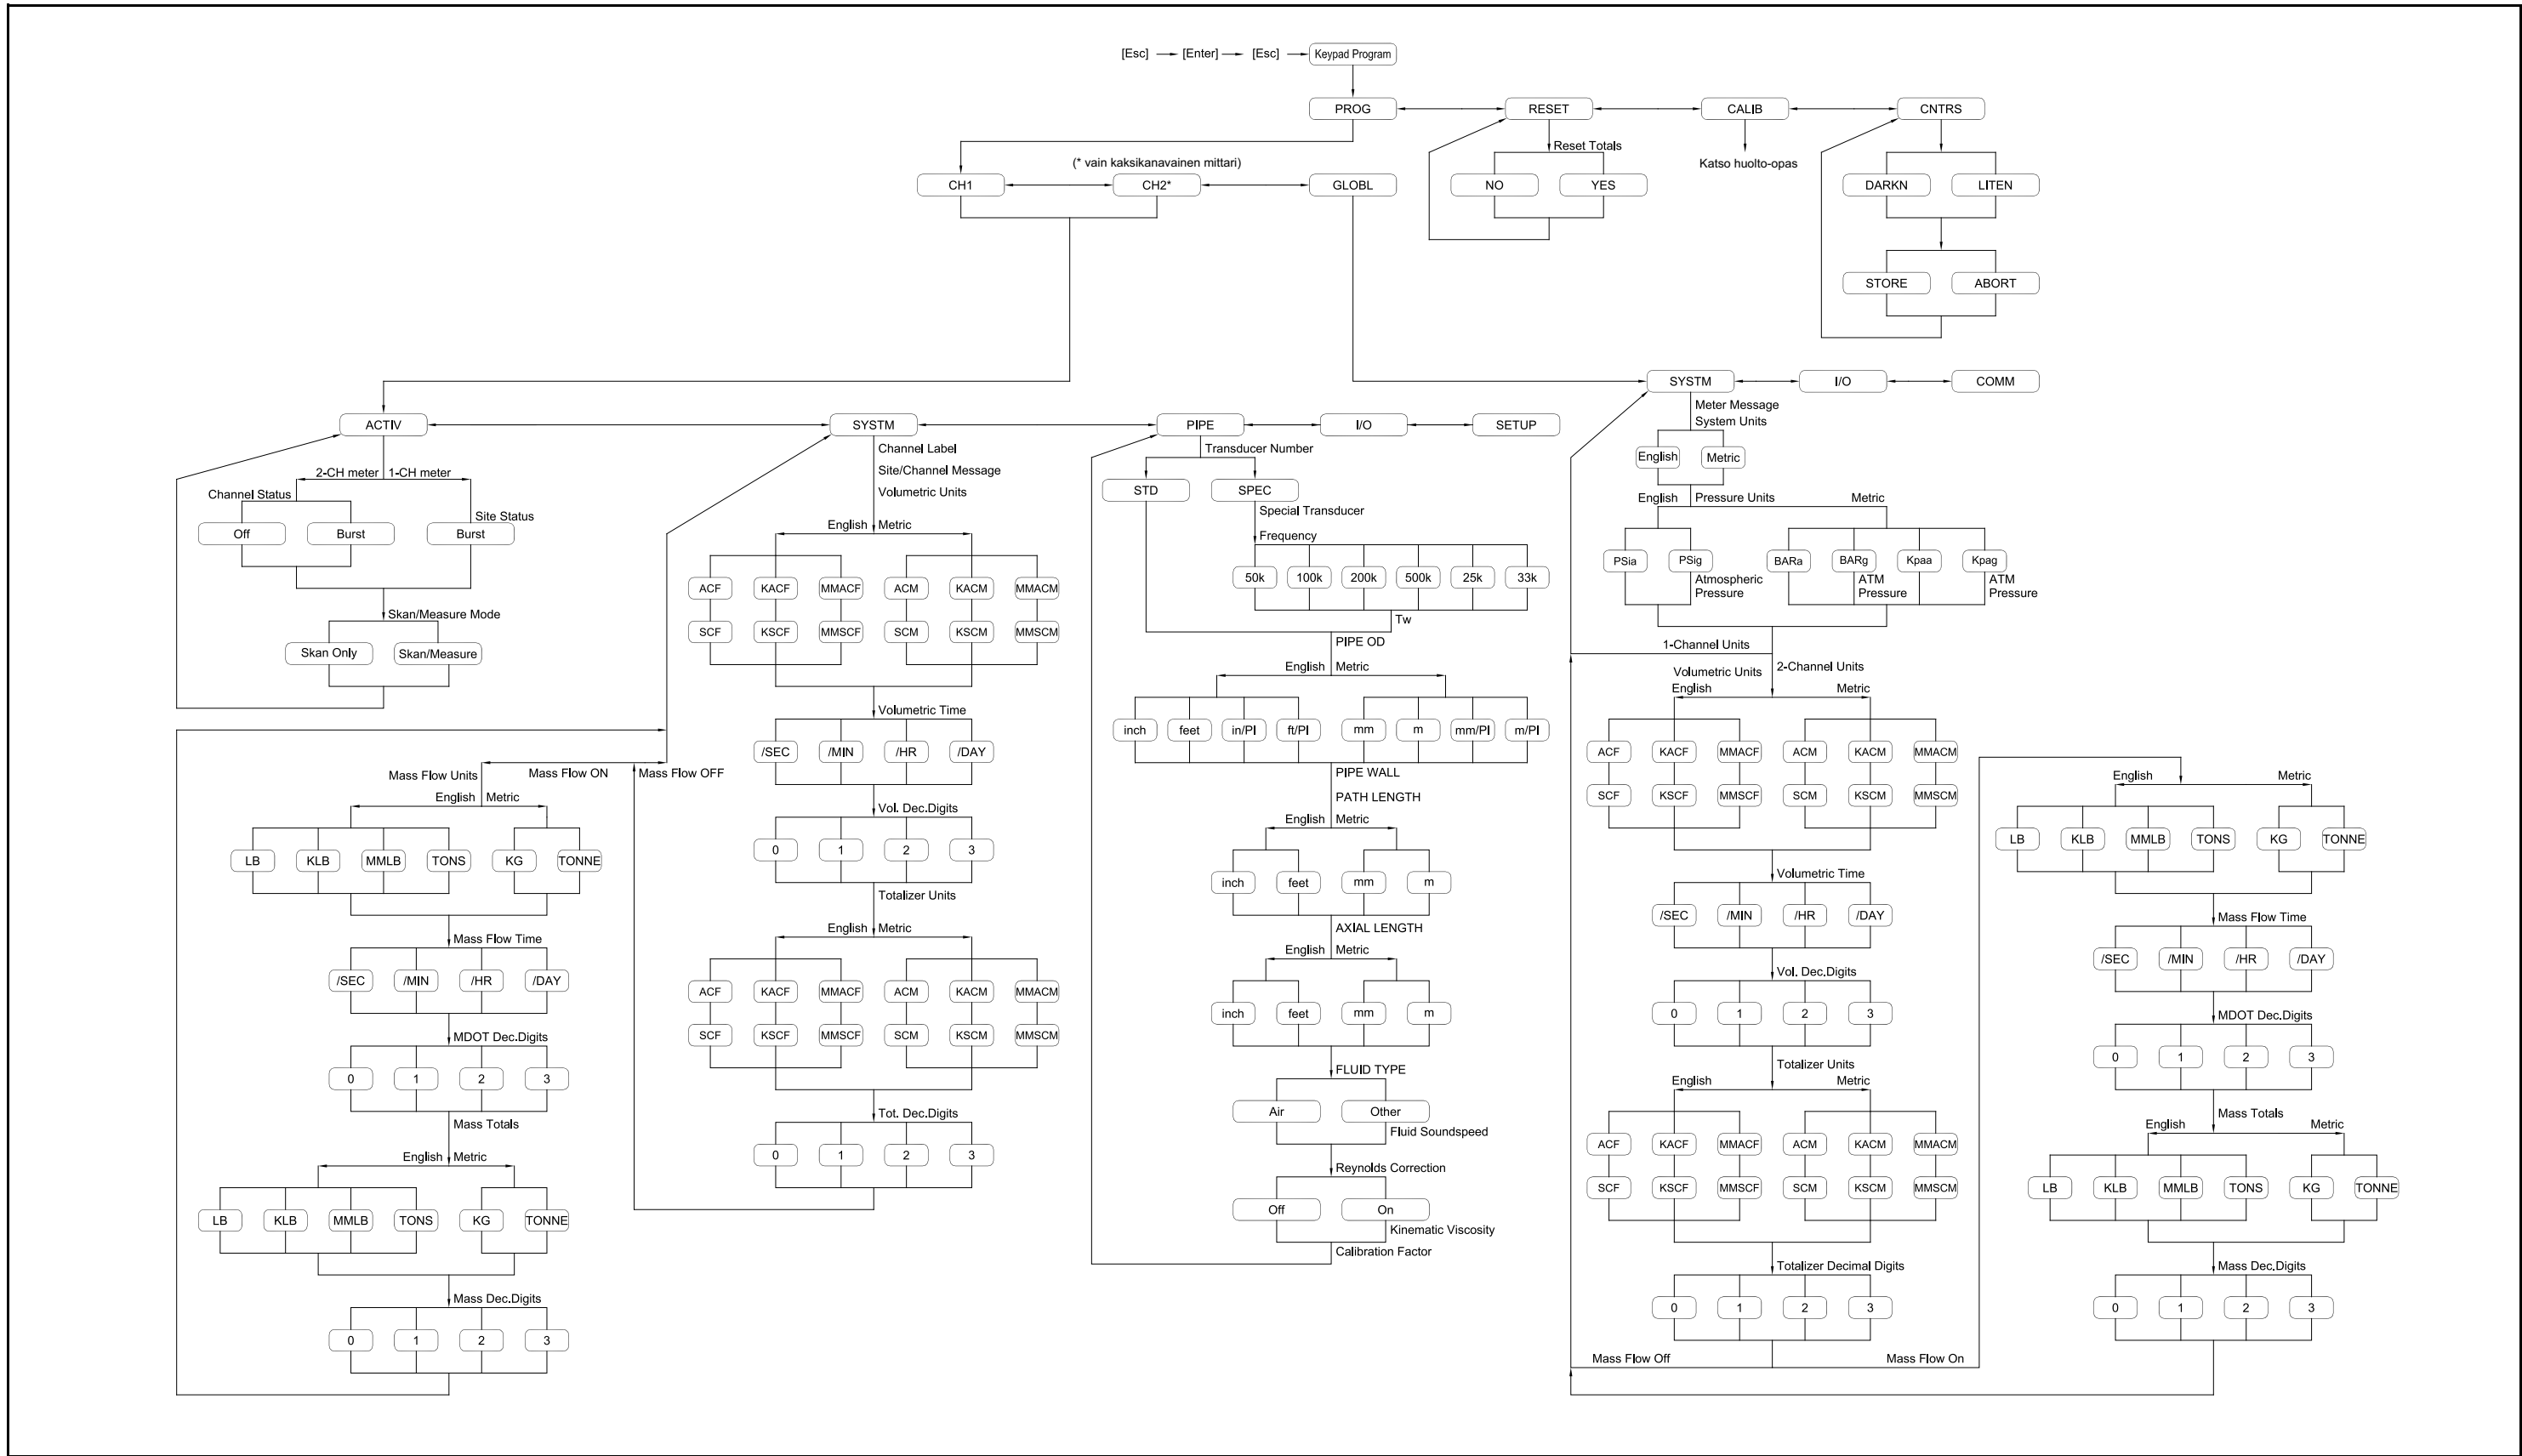 [Esc] [Enter] [Esc] Keypad Program
PROG RESET CALIB CNTRS
Reset Totals
Katso huolto-opas
(* vain kaksikanavainen mittari)
CH1 CH2* GLOBL NO YES DARKN LITEN
STORE ABORT
ACTIV SYSTM PIPE I/O SETUP
2-CH meter 1-CH meter
Channel Status
Site Status
Off Burst Burst
Skan/Measure Mode
Skan Only Skan/Measure
Channel Label
Site/Channel Message
Volumetric Units
English Metric
ACF KACF MMACF ACM KACM MMACM
SCF KSCF MMSCF SCM KSCM MMSCM
Volumetric Time
/SEC /MIN /HR /DAY
Vol. Dec.Digits
0 1 2 3
Totalizer Units
English Metric
ACF KACF MMACF ACM KACM MMACM
SCF KSCF MMSCF SCM KSCM MMSCM
Tot. Dec.Digits
0 1 2 3
Mass Flow Units Mass Flow ON Mass Flow OFF
English Metric
LB KLB MMLB TONS KG TONNE
Mass Flow Time
/SEC /MIN /HR /DAY
MDOT Dec.Digits
0 1 2 3
Mass Totals
English Metric
LB KLB MMLB TONS KG TONNE
Mass Dec.Digits
0 1 2 3
Transducer Number
STD SPEC
Special Transducer
Frequency
50k 100k 200k 500k 25k 33k
Tw
PIPE OD
English Metric
inch feet in/PI ft/PI mm m mm/PI m/PI
PIPE WALL
PATH LENGTH
English Metric
inch feet mm m
AXIAL LENGTH
English Metric
inch feet mm m
FLUID TYPE
Air Other
Fluid Soundspeed
Reynolds Correction
Off On
Kinematic Viscosity
Calibration Factor
SYSTM I/O COMM
Meter Message
System Units
English Metric
English Pressure Units Metric
PSia PSig BARa BARg Kpaa Kpag
Atmospheric
Pressure
ATM
Pressure
ATM
Pressure
1-Channel Units
2-Channel Units
Volumetric Units
English Metric
ACF KACF MMACF ACM KACM MMACM
SCF KSCF MMSCF SCM KSCM MMSCM
Volumetric Time
/SEC /MIN /HR /DAY
Vol. Dec.Digits
0 1 2 3
Totalizer Units
English Metric
ACF KACF MMACF ACM KACM MMACM
SCF KSCF MMSCF SCM KSCM MMSCM
Totalizer Decimal Digits
0 1 2 3
Mass Flow Off Mass Flow On
English Metric
LB KLB MMLB TONS KG TONNE
Mass Flow Time
/SEC /MIN /HR /DAY
MDOT Dec.Digits
0 1 2 3
Mass Totals
English Metric
LB KLB MMLB TONS KG TONNE
Mass Dec.Digits
0 1 2 3